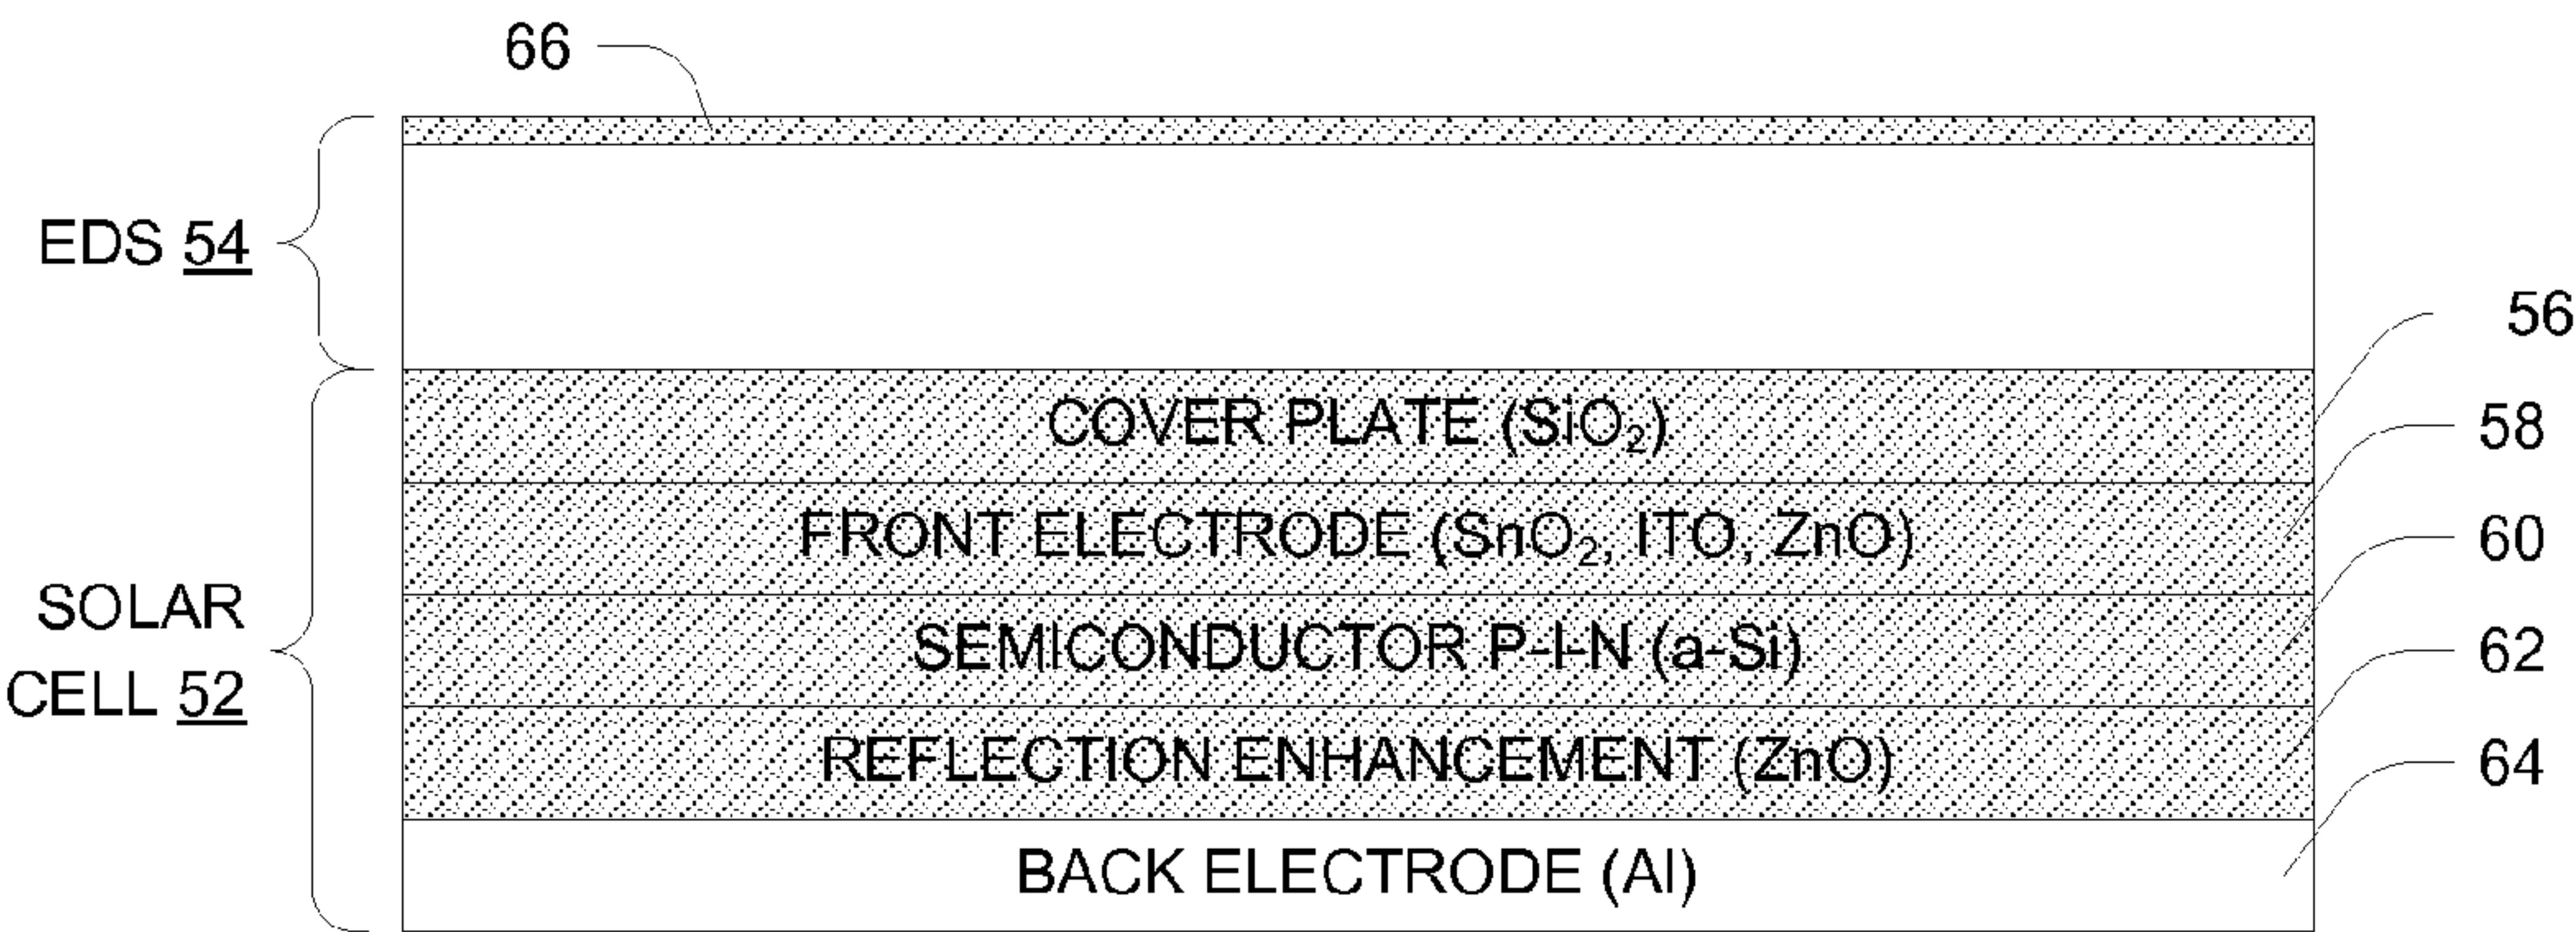 66
EDS 54
56
COVER PLATE (SiO₂)
58
FRONT ELECTRODE (SnO₂, ITO, ZnO)
60
SOLAR
CELL 52
SEMICONDUCTOR P-I-N (a-Si)
62
REFLECTION ENHANCEMENT (ZnO)
64
BACK ELECTRODE (Al)